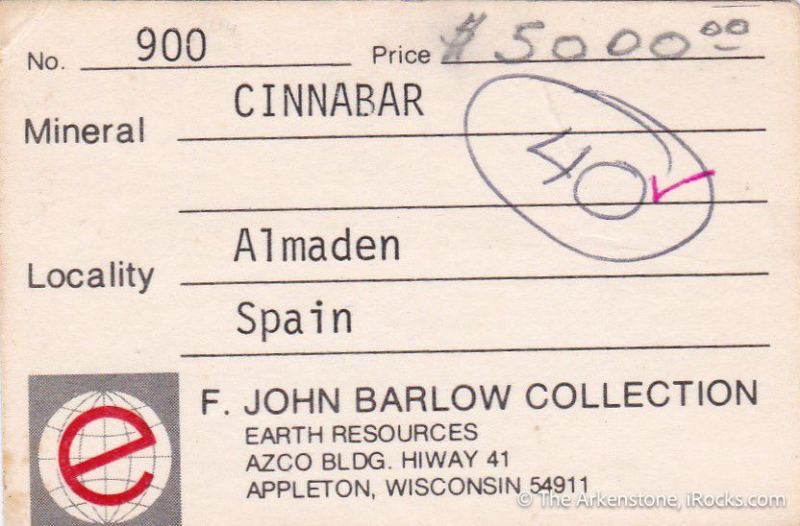 No. 900 Price $5000.00
CINNABAR
Mineral
40
Almaden
Locality
Spain
e
F. JOHN BARLOW COLLECTION
EARTH RESOURCES
AZCO BLDG. HIWAY 41
APPLETON, WISCONSIN 54911
© The Arkenstone, iRocks.com